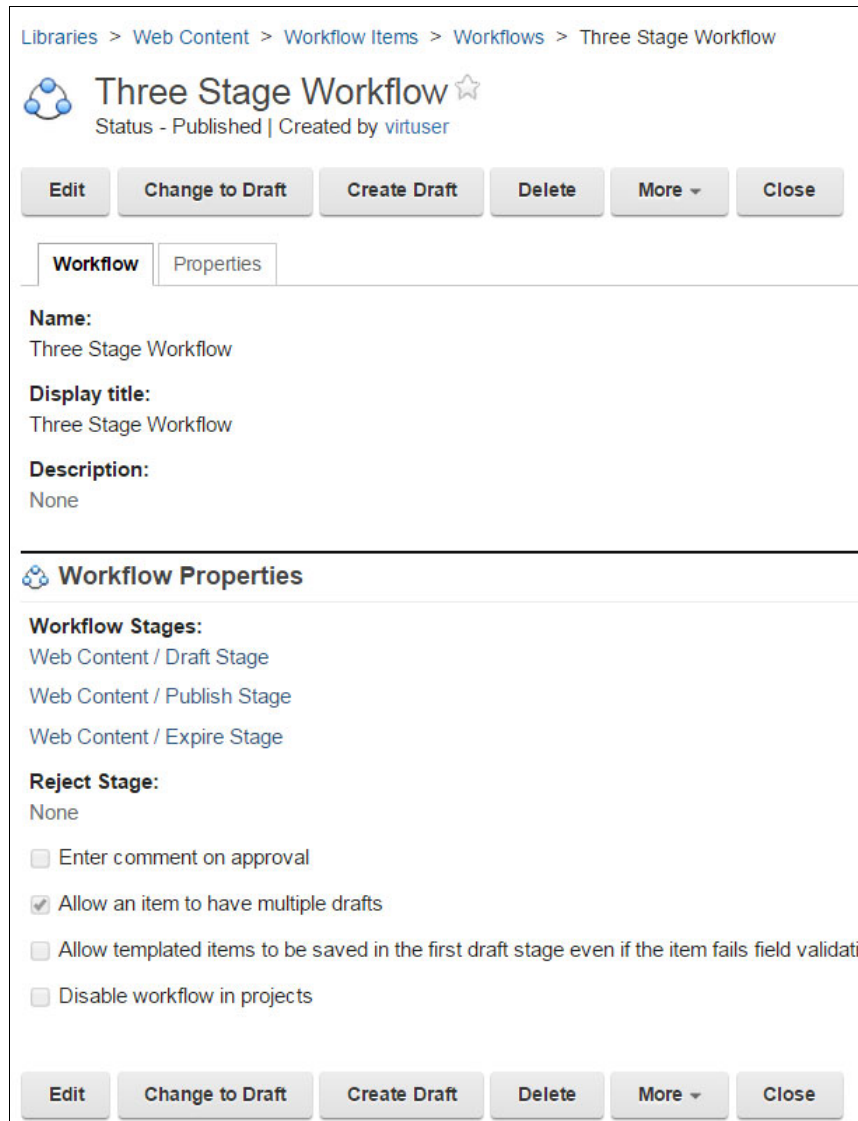 Libraries > Web Content > Workflow Items > Workflows > Three Stage Workflow
Three Stage Workflow
Status - Published | Created by virtuser
Edit Change to Draft Create Draft Delete More Close
Workflow Properties
Name:
Three Stage Workflow
Display title:
Three Stage Workflow
Description:
None
Workflow Properties
Workflow Stages:
Web Content / Draft Stage
Web Content / Publish Stage
Web Content / Expire Stage
Reject Stage:
None
Enter comment on approval
Allow an item to have multiple drafts
Allow templated items to be saved in the first draft stage even if the item fails field validati
Disable workflow in projects
Edit Change to Draft Create Draft Delete More Close